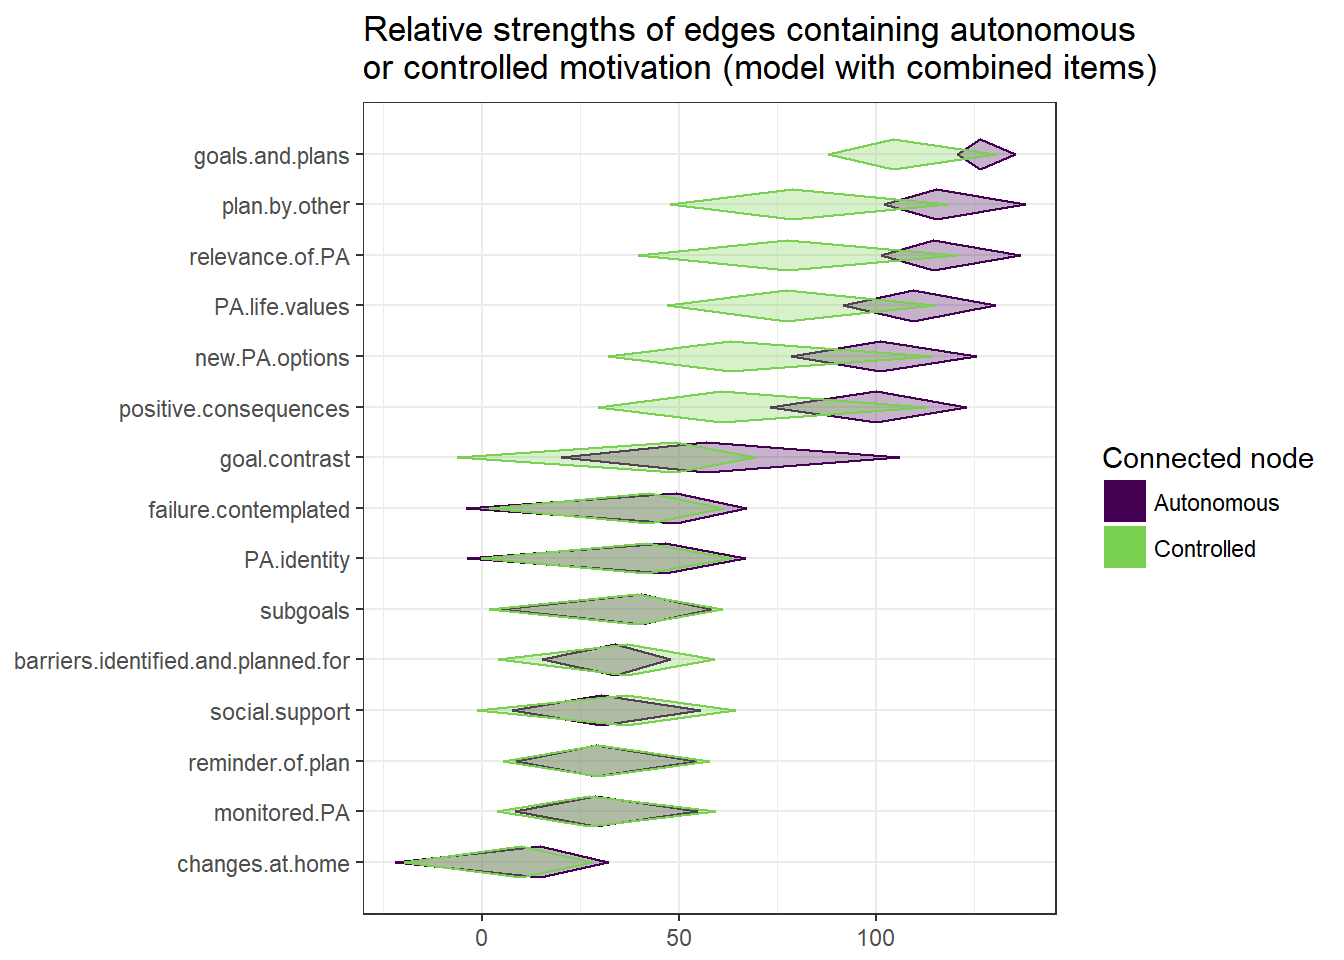 Relative strengths of edges containing autonomous
or controlled motivation (model with combined items)
goals.and.plans
plan.by.other
relevance.of.PA
PA.life.values
new.PA.options
positive.consequences
goal.contrast
failure.contemplated
PA.identity
subgoals
barriers.identified.and.planned.for
social.support
reminder.of.plan
monitored.PA
changes.at.home
0 50 100
Connected node
Autonomous
Controlled